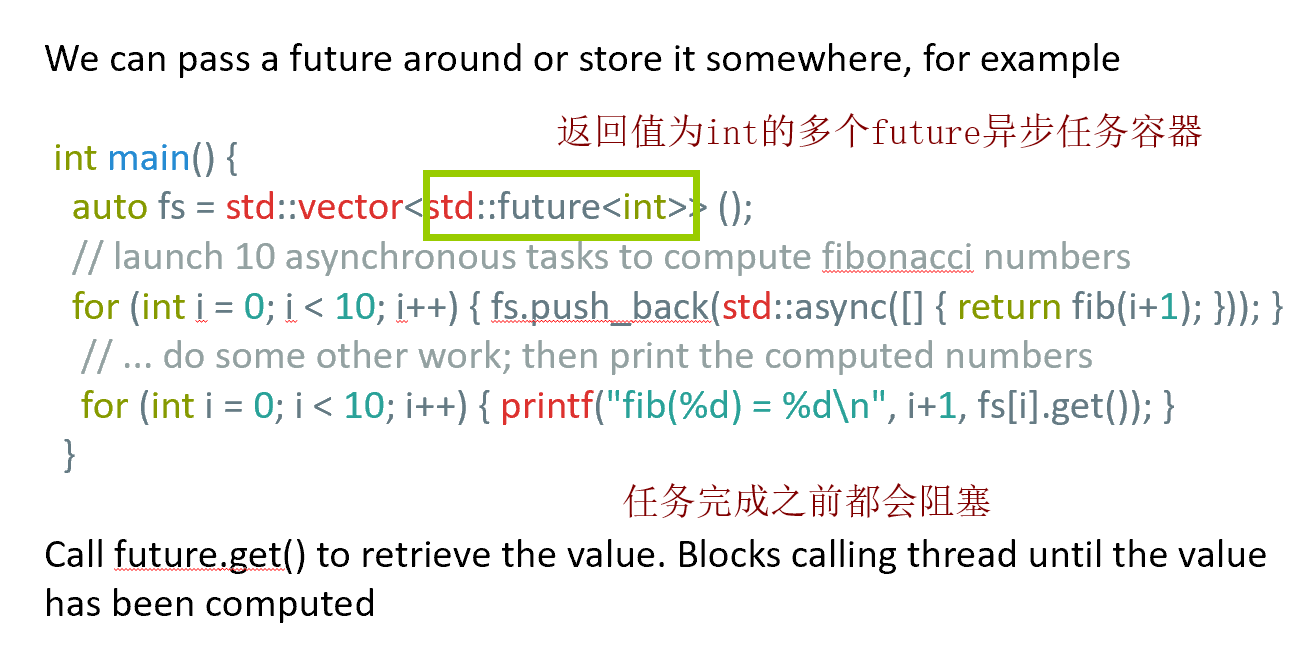 We can pass a future around or store it somewhere, for example
返回值为int的多个future异步任务容器
int main() {
auto fs = std::vector<std::future<int>> ();
// launch 10 asynchronous tasks to compute fibonacci numbers
for (int i = 0; i < 10; i++) { fs.push_back(std::async([] { return fib(i+1); })); }
// ... do some other work; then print the computed numbers
for (int i = 0; i < 10; i++) { printf("fib(%d) = %d\n", i+1, fs[i].get()); }
}
任务完成之前都会阻塞
Call future.get() to retrieve the value. Blocks calling thread until the value
has been computed